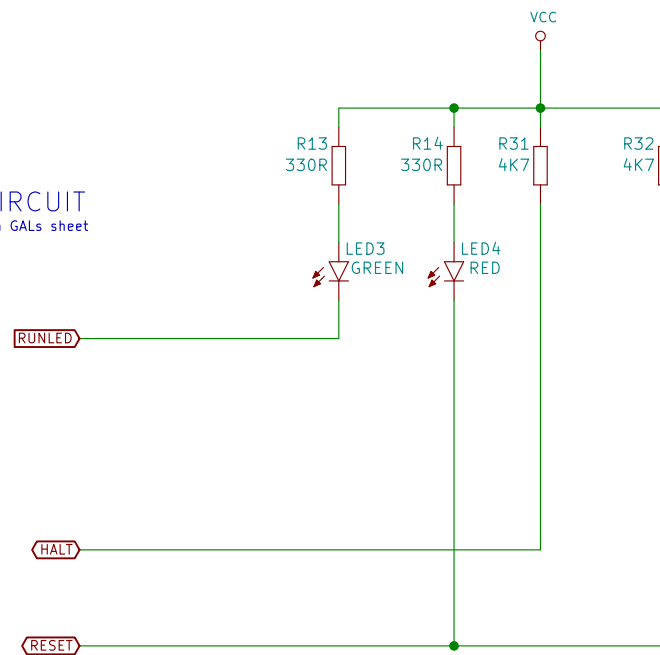 VCC
R13
330R
R14
330R
R31
4K7
R32
4K7
IRCUIT
GALs sheet
LED3
GREEN
LED4
RED
RUNLED
HALT
RESET